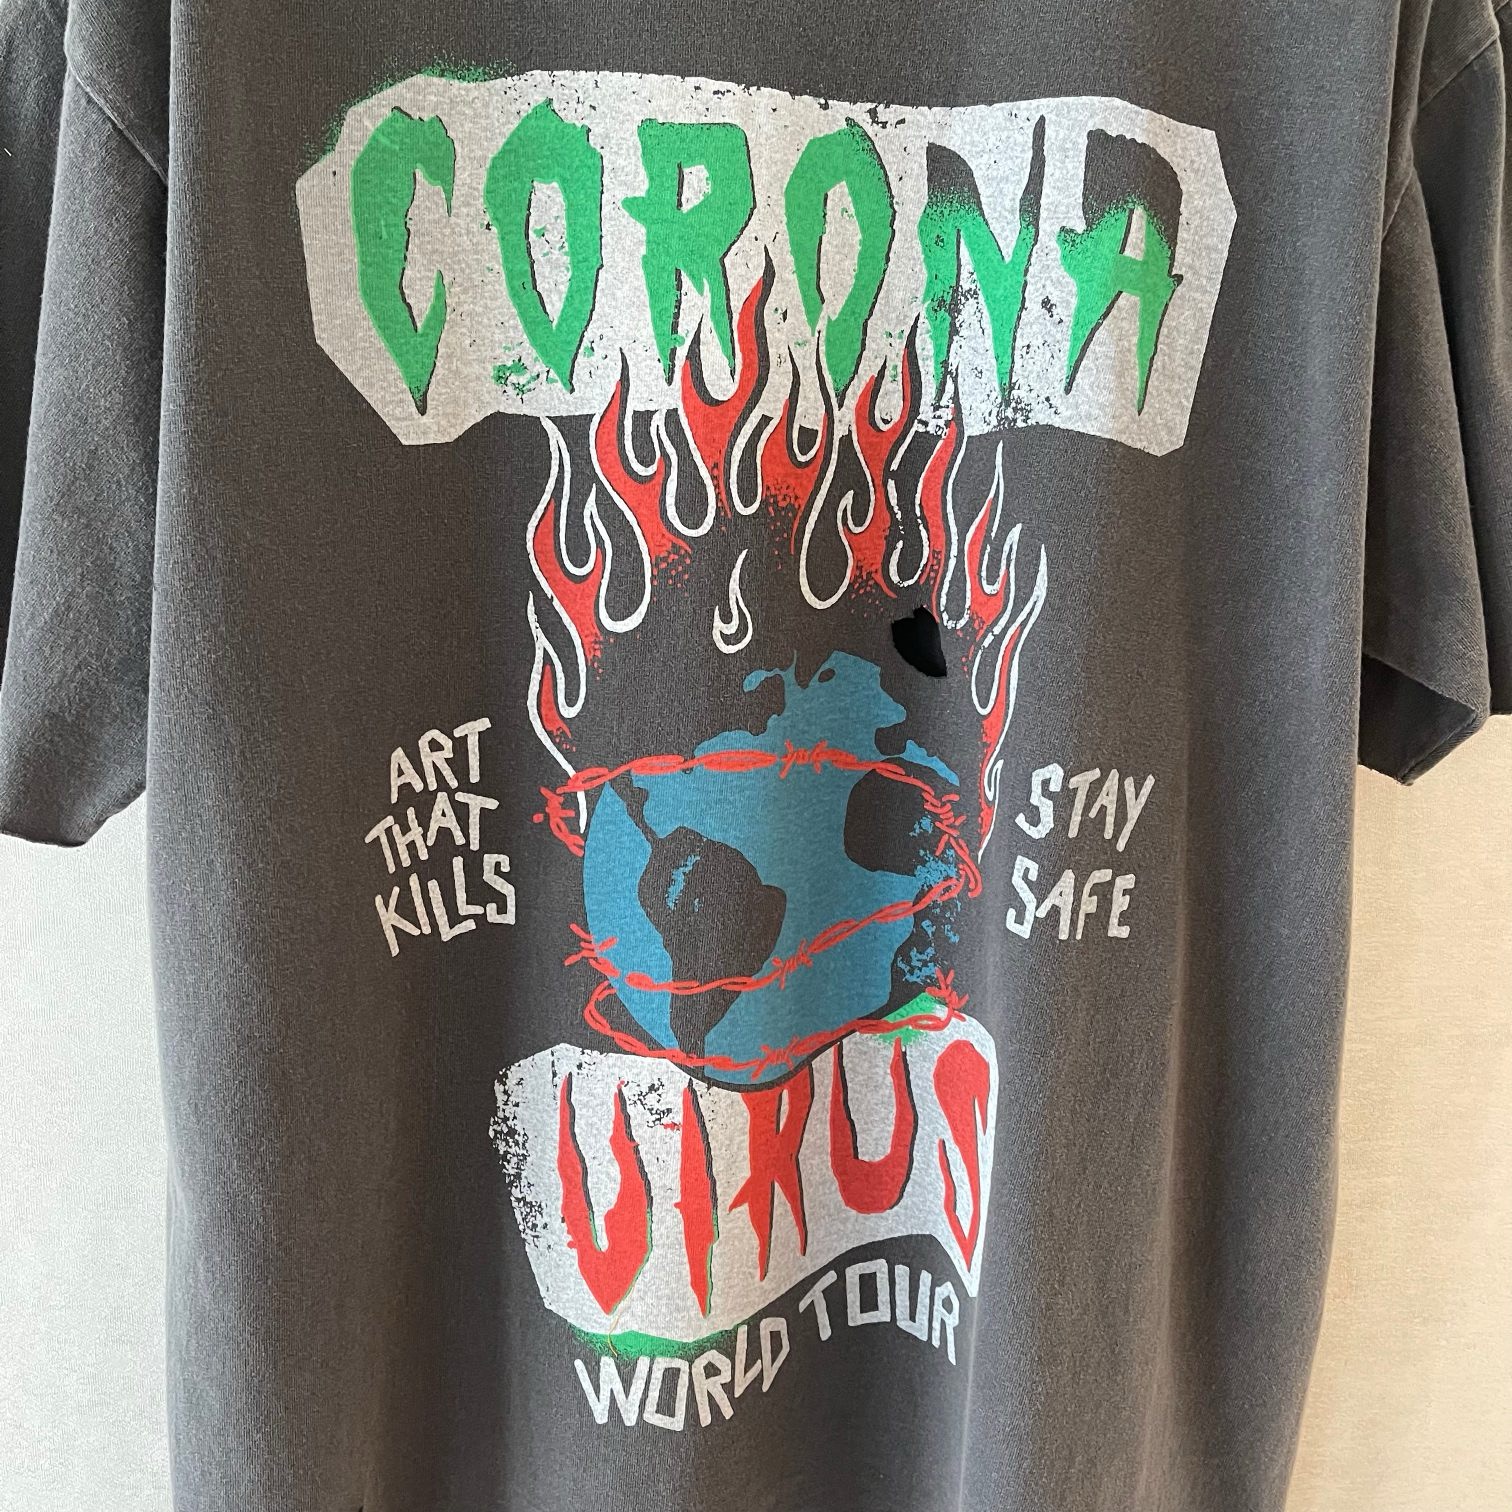 CORONA
ART
THAT
KILLS
STAY
SAFE
VIRUS
WORLD TOUR